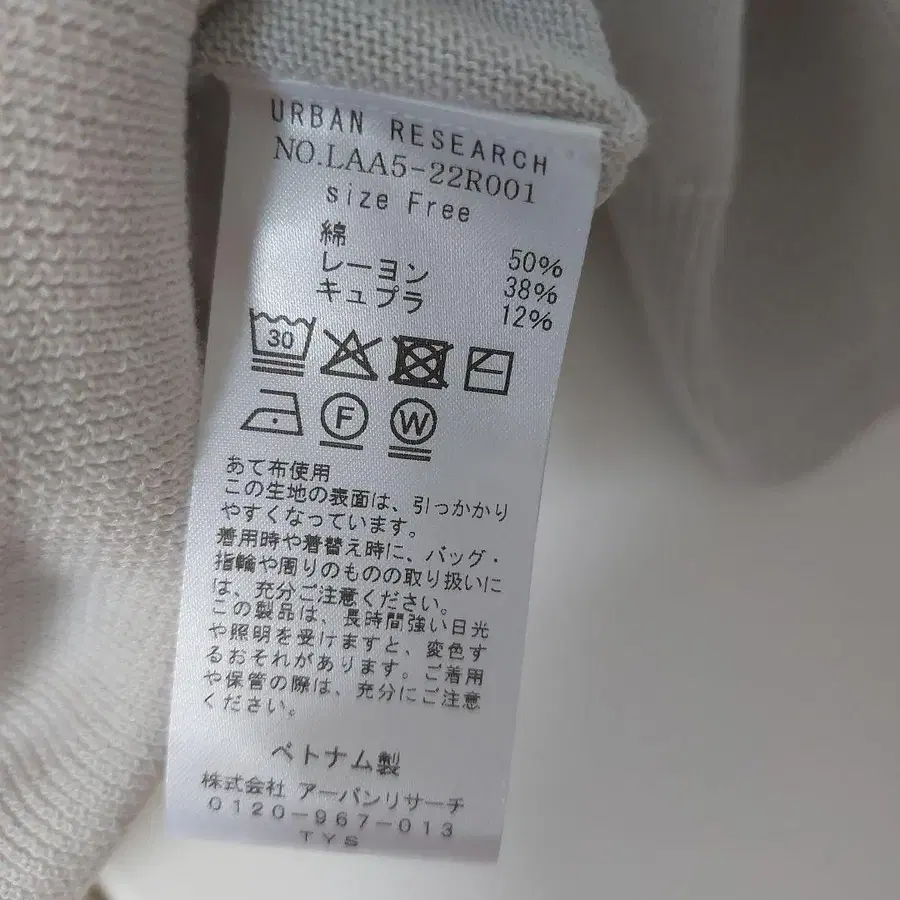 URBAN RESEARCH
NO.LAA5-22R001
size Free
綿 50%
レーヨン 38%
キュプラ 12%
30
F W
あて布使用
この生地の表面は、引っかかり
やすくなっています。
着用時や着替え時に、バッグ・
指輪や周りのものの取り扱いに
は、充分ご注意ください。
この製品は、長時間強い日光
や照明を受けますと、変色す
るおそれがあります。ご着用
や保管の際は、充分にご注意
ください。
ベトナム製
株式会社 アーバンリサーチ
0120-967-013
TYS